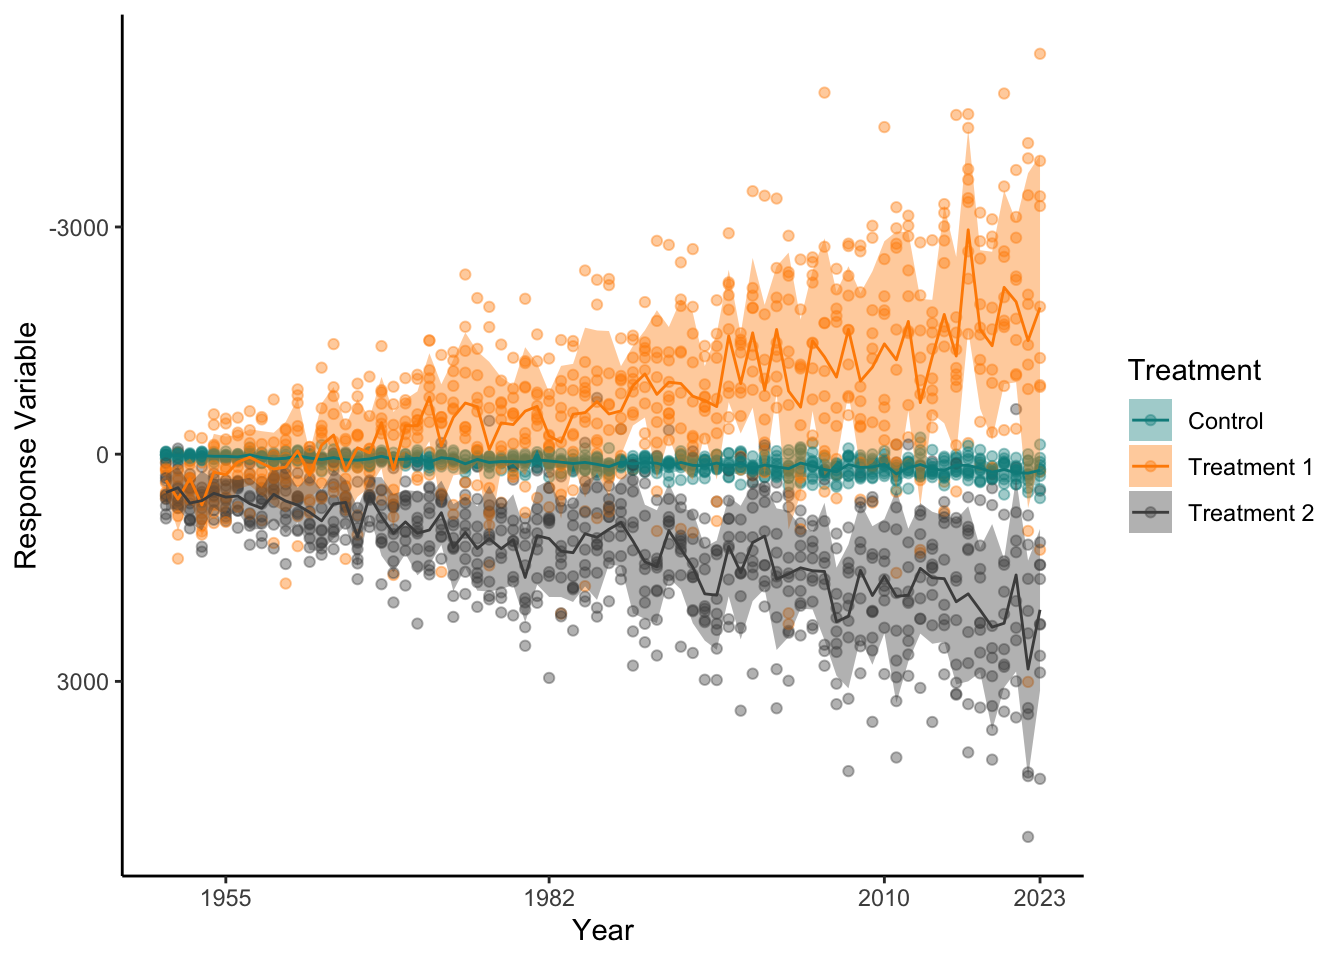 Response Variable
-3000
0
3000
1955
1982
2010
2023
Year
Treatment
Control
Treatment 1
Treatment 2